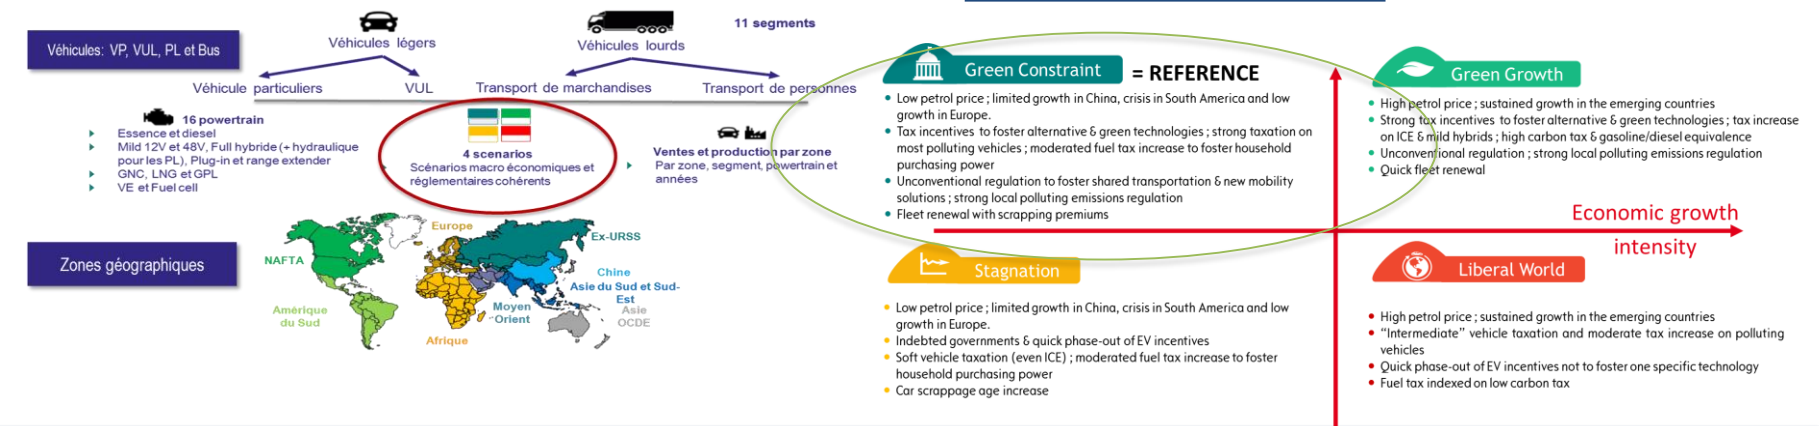 Véhicules: VP, VUL, PL et Bus
Véhicules légers
Véhicules lourds
11 segments
Véhicule particuliers
VUL
Transport de marchandises
Transport de personnes
16 powertrain
Essence et diesel
Mild 12V et 48V, Full hybride (+ hydraulique
pour les PL), Plug-in et range extender
GNC, LNG et GPL
VE et Fuel cell
4 scenarios
Scénarios macro économiques et
réglementaires cohérents
Ventes et production par zone
Par zone, segment, powertrain et
années
Zones géographiques
NAFTA
Europe
Ex-URSS
Chine
Asie du Sud et Sud-
Est
Asie
OCDE
Moyen
Orient
Amérique
du Sud
Afrique
Green Constraint
= REFERENCE
Low petrol price ; limited growth in China, crisis in South America and low
growth in Europe.
Tax incentives to foster alternative & green technologies ; strong taxation on
most polluting vehicles ; moderated fuel tax increase to foster household
purchasing power
Unconventional regulation to foster shared transportation & new mobility
solutions ; strong local polluting emissions regulation
Fleet renewal with scrapping premiums
Green Growth
High petrol price ; sustained growth in the emerging countries
Strong tax incentives to foster alternative & green technologies ; tax increase
on ICE & mild hybrids ; high carbon tax & gasoline/diesel equivalence
Unconventional regulation ; strong local polluting emissions regulation
Quick fleet renewal
Economic growth
intensity
Stagnation
Low petrol price ; limited growth in China, crisis in South America and low
growth in Europe.
Indebted governments & quick phase-out of EV incentives
Soft vehicle taxation (even ICE) ; moderated fuel tax increase to foster
household purchasing power
Car scrappage age increase
Liberal World
High petrol price ; sustained growth in the emerging countries
“Intermediate” vehicle taxation and moderate tax increase on polluting
vehicles
Quick phase-out of EV incentives not to foster one specific technology
Fuel tax indexed on low carbon tax